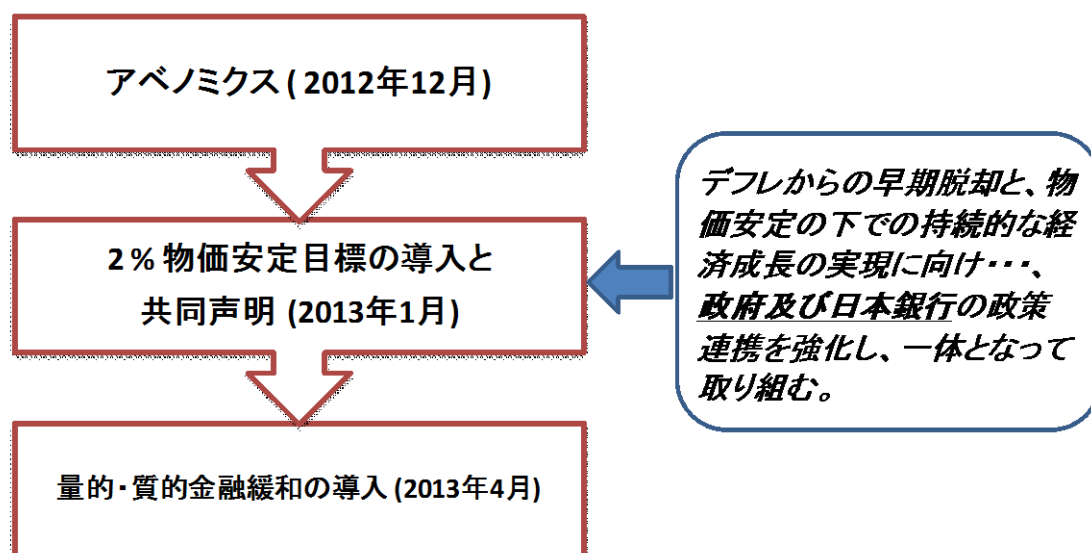 アベノミクス ( 2012年12月)
2％物価安定目標の導入と
共同声明 (2013年1月)
デフレからの早期脱却と、物
価安定の下での持続的な経
済成長の実現に向け・・・、
政府及び日本銀行の政策
連携を強化し、一体となって
取り組む。
量的・質的金融緩和の導入 (2013年4月)